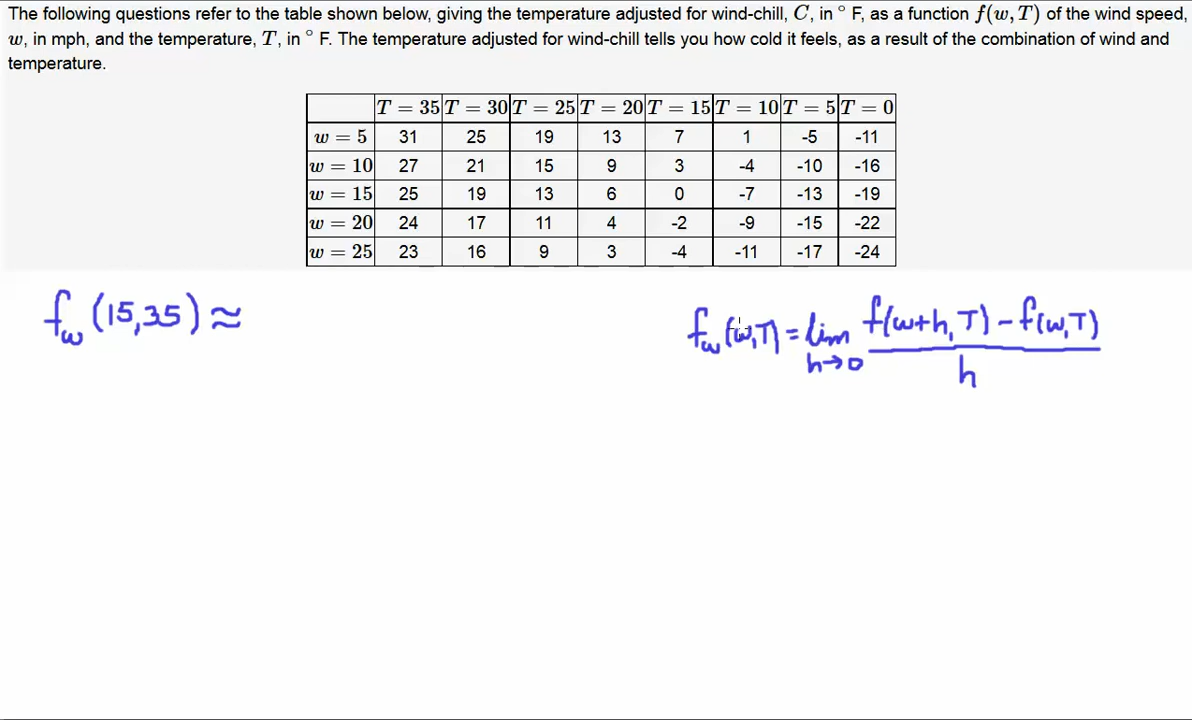 The following questions refer to the table shown below, giving the temperature adjusted for wind-chill, C, in ° F, as a function f(w, T) of the wind speed,
w, in mph, and the temperature, T, in ° F. The temperature adjusted for wind-chill tells you how cold it feels, as a result of the combination of wind and
temperature.
T = 35 T = 30 T = 25 T = 20 T = 15 T = 10 T = 5 T = 0
w = 5 31 25 19 13 7 1 -5 -11
w = 10 27 21 15 9 3 -4 -10 -16
w = 15 25 19 13 6 0 -7 -13 -19
w = 20 24 17 11 4 -2 -9 -15 -22
w = 25 23 16 9 3 -4 -11 -17 -24
f_w(15,35) ≈
f_w(w,T) = lim h→0 f(w+h,T) - f(w,T) / h